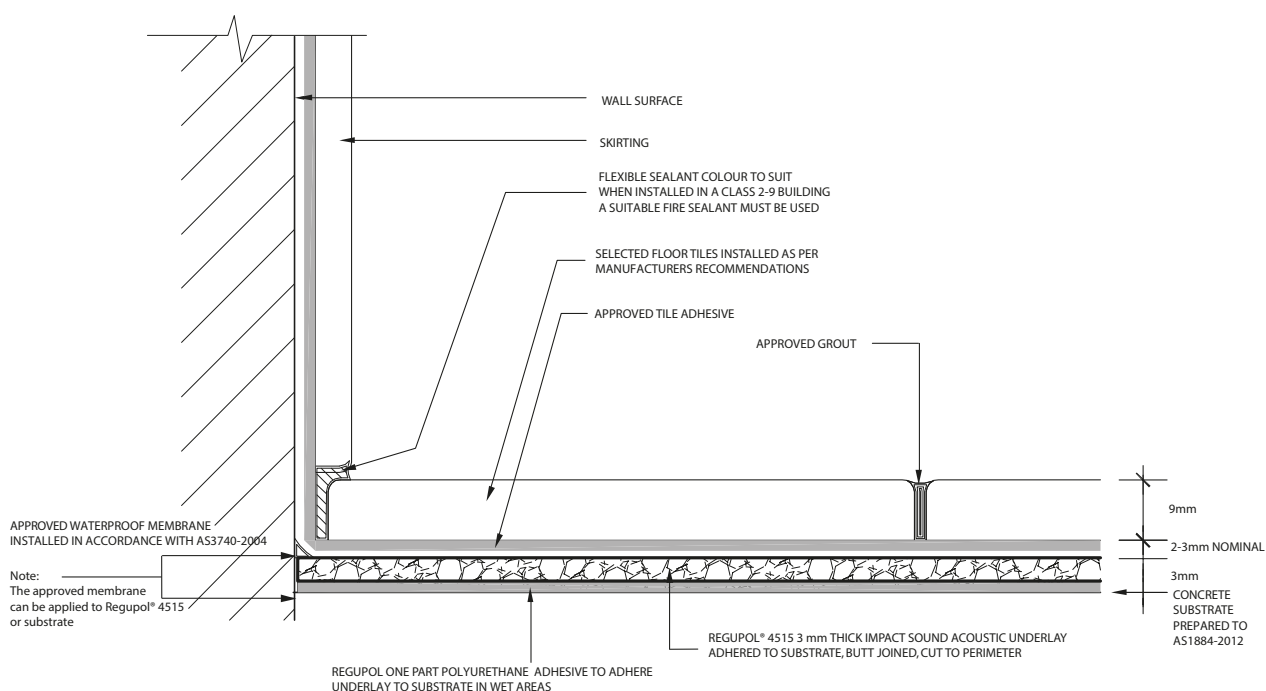 WALL SURFACE
SKIRTING
FLEXIBLE SEALANT COLOUR TO SUIT
WHEN INSTALLED IN A CLASS 2-9 BUILDING
A SUITABLE FIRE SEALANT MUST BE USED
SELECTED FLOOR TILES INSTALLED AS PER
MANUFACTURERS RECOMMENDATIONS
APPROVED TILE ADHESIVE
APPROVED GROUT
9mm
APPROVED WATERPROOF MEMBRANE
INSTALLED IN ACCORDANCE WITH AS3740-2004
2-3mm NOMINAL
Note:
The approved membrane
can be applied to Regupol® 4515
or substrate
3mm
CONCRETE
SUBSTRATE
PREPARED TO
AS1884-2012
REGUPOL® 4515 3 mm THICK IMPACT SOUND ACOUSTIC UNDERLAY
ADHERED TO SUBSTRATE, BUTT JOINED, CUT TO PERIMETER
REGUPOL ONE PART POLYURETHANE ADHESIVE TO ADHERE
UNDERLAY TO SUBSTRATE IN WET AREAS